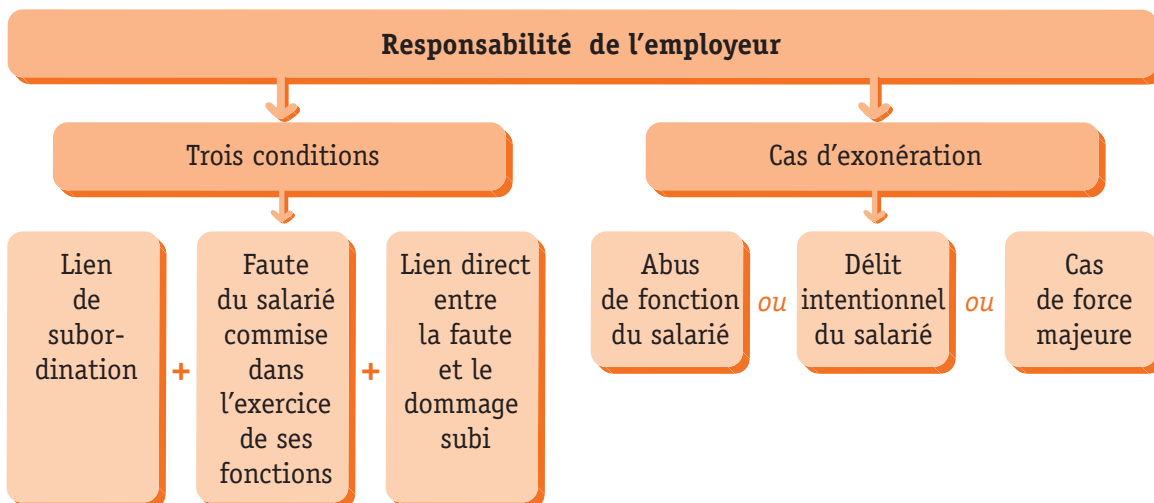 Responsabilité de l'employeur
Trois conditions
Cas d'exonération
Lien
de
subor-
dination
+
Faute
du salarié
commise
dans
l'exercice
de ses
fonctions
+
Lien direct
entre
la faute
et le
dommage
subi
Abus
de fonction
du salarié
ou
Délit
intentionnel
du salarié
ou
Cas
de force
majeure